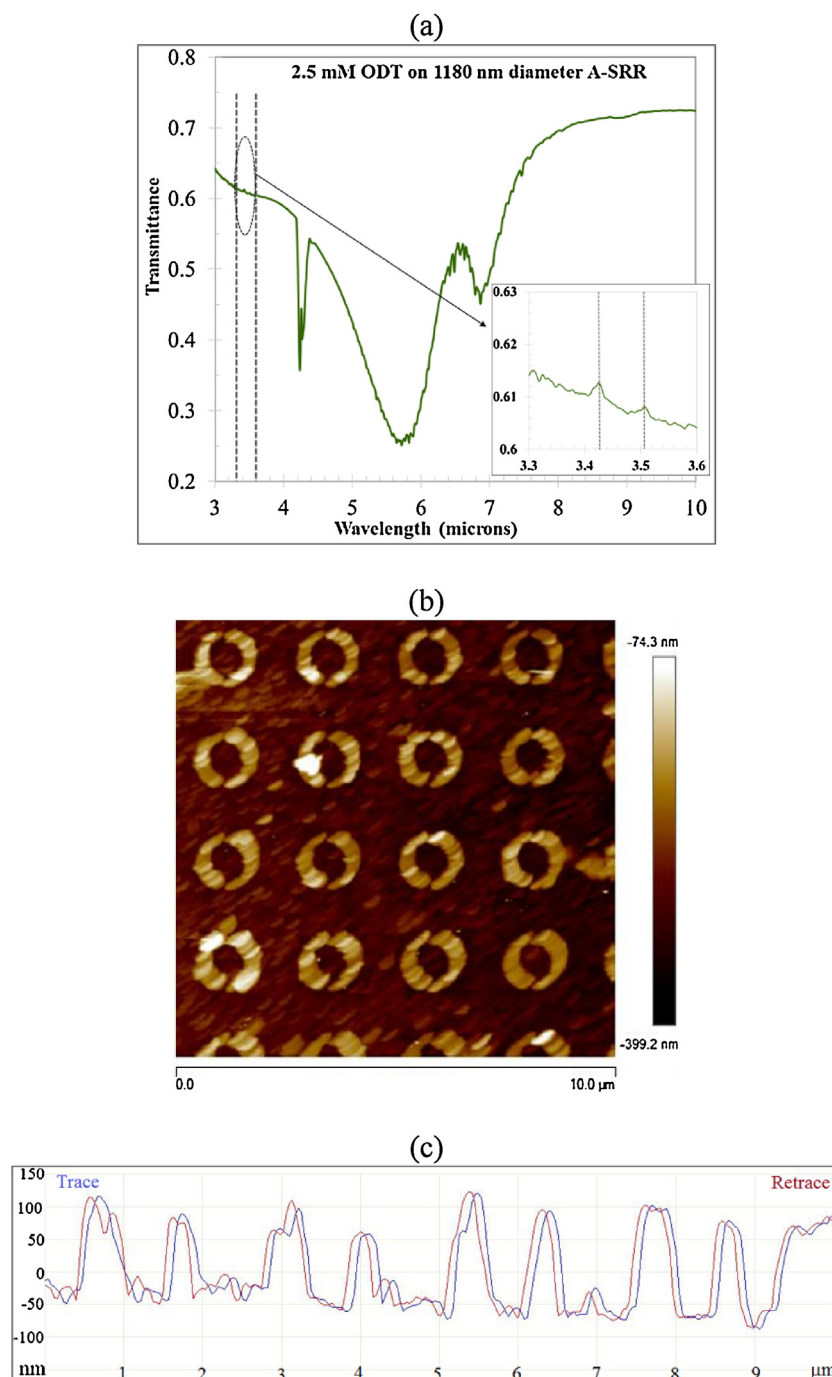 (a)
2.5 mM ODT on 1180 nm diameter A-SRR
0.8
0.7
0.6
0.5
0.4
0.3
0.2
Transmittance
3 4 5 6 7 8 9 10
Wavelength (microns)
0.63
0.62
0.61
0.6
3.3 3.4 3.5 3.6
(b)
-74.3 nm
-399.2 nm
0.0 10.0 µm
(c)
150
Trace Retrace
100
50
0
-50
-100
nm 1 2 3 4 5 6 7 8 9 µm